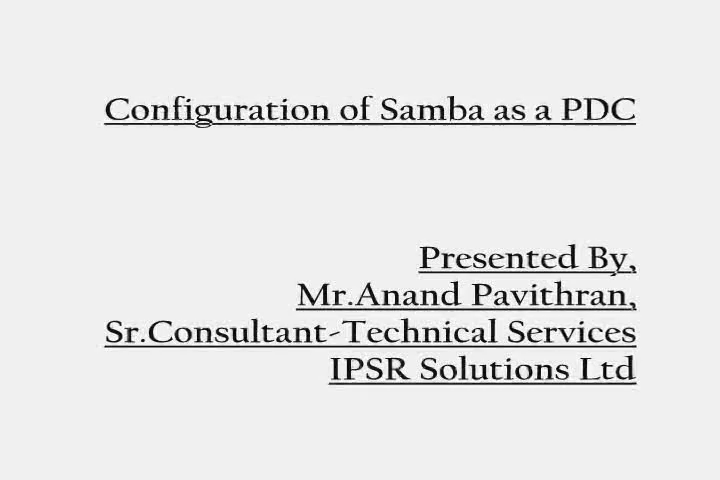 Configuration of Samba as a PDC
Presented By,
Mr.Anand Pavithran,
Sr.Consultant-Technical Services
IPSR Solutions Ltd